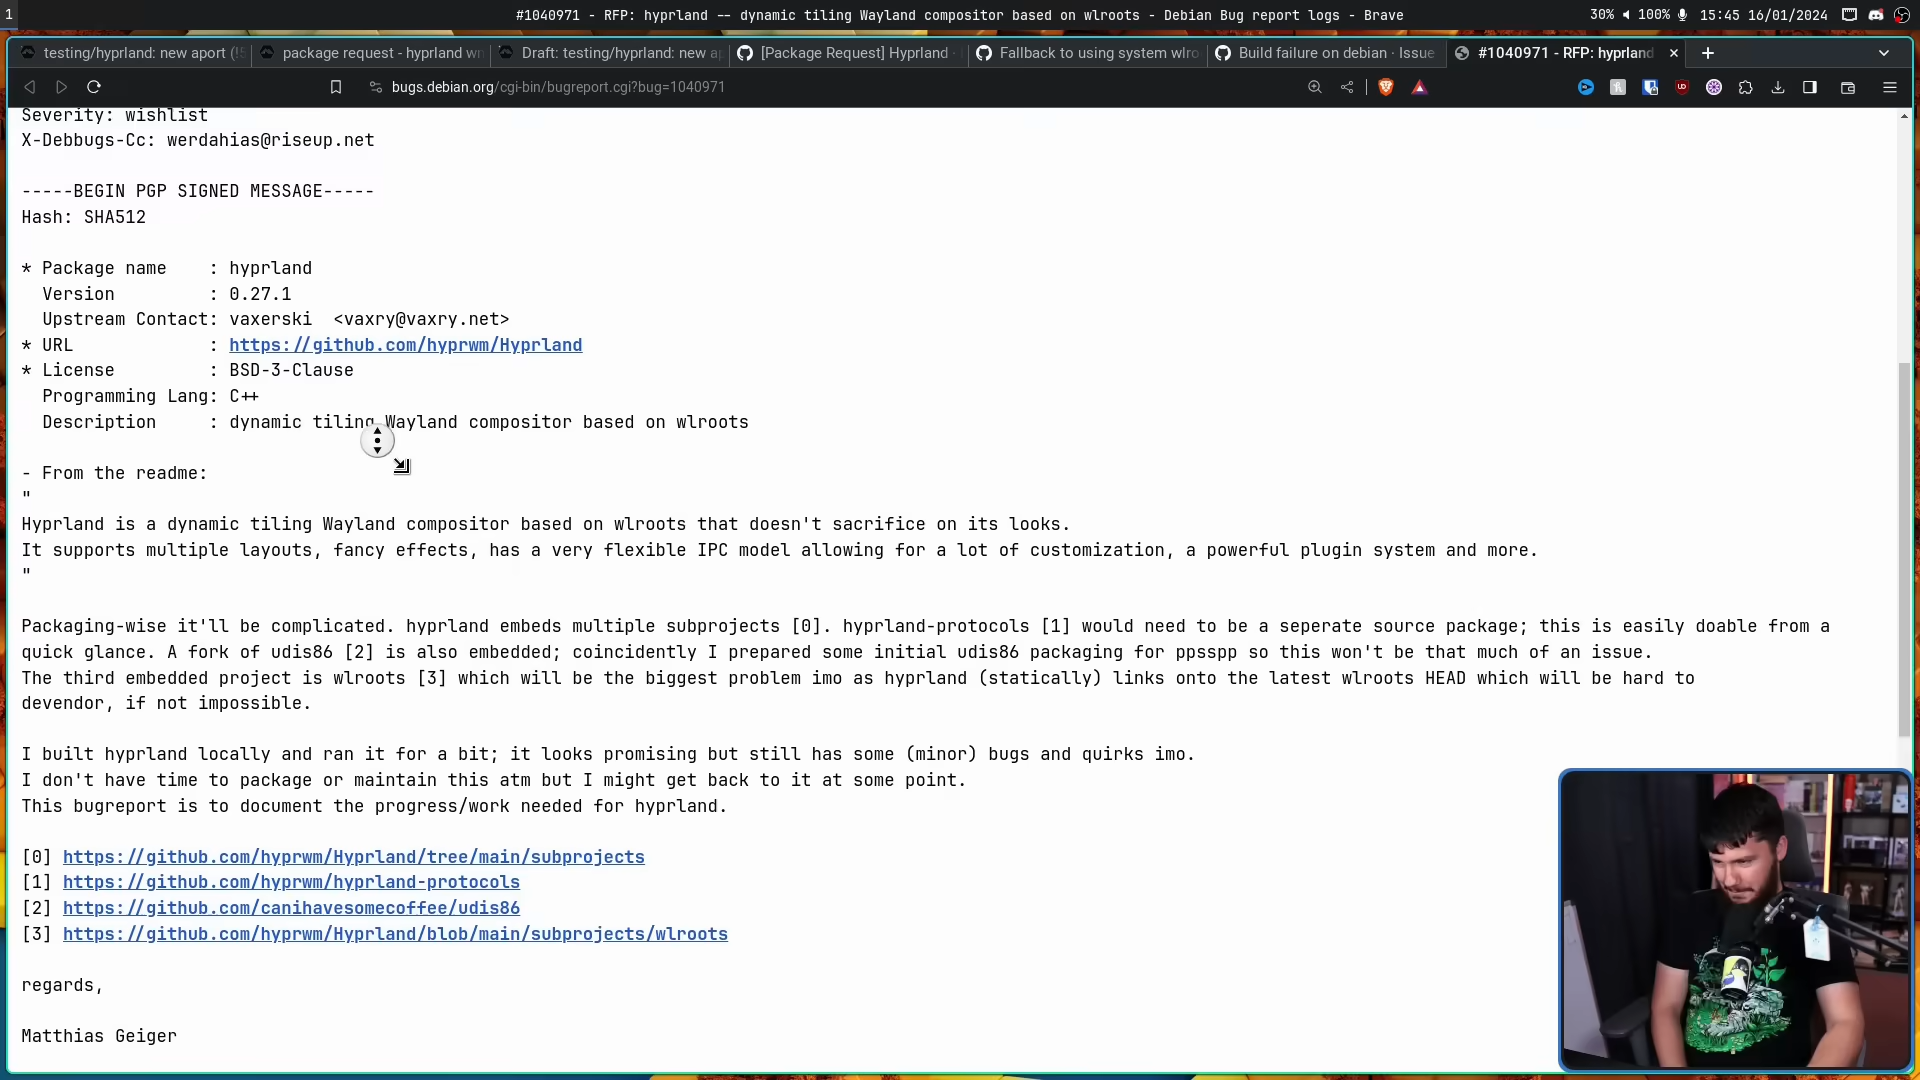 1
#1040971 - RFP: hyprland -- dynamic tiling Wayland compositor based on wlroots - Debian Bug report logs - Brave
30% 100% 15:45 16/01/2024
testing/hyprland: new aport (!5
package request - hyprland wr
Draft: testing/hyprland: new ap
[Package Request] Hyprland ·
Fallback to using system wlro
Build failure on debian · Issue
#1040971 - RFP: hyprland
bugs.debian.org/cgi-bin/bugreport.cgi?bug=1040971
Severity: wishlist
X-Debbugs-Cc: werdahias@riseup.net
-----BEGIN PGP SIGNED MESSAGE-----
Hash: SHA512
* Package name : hyprland
Version : 0.27.1
Upstream Contact: vaxerski <vaxry@vaxry.net>
* URL : https://github.com/hyprwm/Hyprland
* License : BSD-3-Clause
Programming Lang: C++
Description : dynamic tiling Wayland compositor based on wlroots
- From the readme:
"
Hyprland is a dynamic tiling Wayland compositor based on wlroots that doesn't sacrifice on its looks.
It supports multiple layouts, fancy effects, has a very flexible IPC model allowing for a lot of customization, a powerful plugin system and more.
"
Packaging-wise it'll be complicated. hyprland embeds multiple subprojects [0]. hyprland-protocols [1] would need to be a seperate source package; this is easily doable from a
quick glance. A fork of udis86 [2] is also embedded; coincidently I prepared some initial udis86 packaging for ppsspp so this won't be that much of an issue.
The third embedded project is wlroots [3] which will be the biggest problem imo as hyprland (statically) links onto the latest wlroots HEAD which will be hard to
devendor, if not impossible.
I built hyprland locally and ran it for a bit; it looks promising but still has some (minor) bugs and quirks imo.
I don't have time to package or maintain this atm but I might get back to it at some point.
This bugreport is to document the progress/work needed for hyprland.
[0] https://github.com/hyprwm/Hyprland/tree/main/subprojects
[1] https://github.com/hyprwm/hyprland-protocols
[2] https://github.com/canihavesomecoffee/udis86
[3] https://github.com/hyprwm/Hyprland/blob/main/subprojects/wlroots
regards,
Matthias Geiger